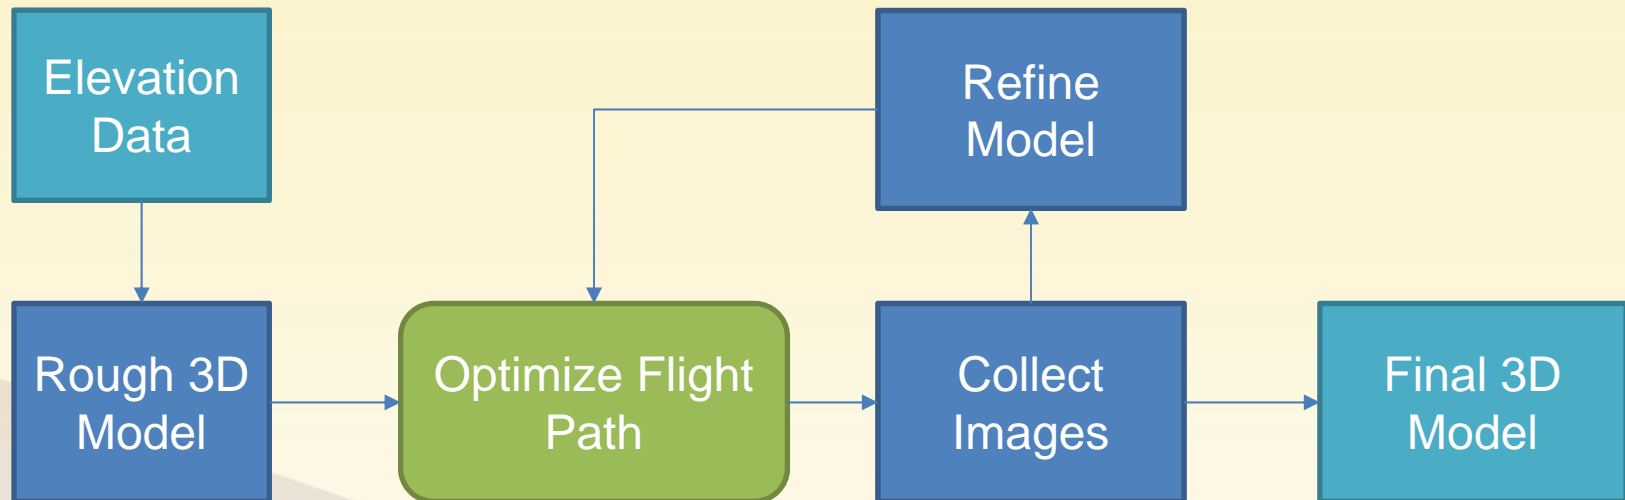 Elevation
Data
Refine
Model
Rough 3D
Model
Optimize Flight
Path
Collect
Images
Final 3D
Model